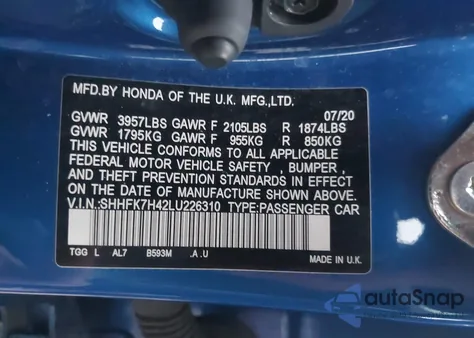 MFD.BY HONDA OF THE U.K. MFG.,LTD.
07/20
GVWR 3957LBS GAWR F 2105LBS R 1874LBS
GVWR 1795KG GAWR F 955KG R 850KG
THIS VEHICLE CONFORMS TO ALL APPLICABLE
FEDERAL MOTOR VEHICLE SAFETY , BUMPER ,
AND THEFT PREVENTION STANDARDS IN EFFECT
ON THE DATE OF MANUFACTURE SHOWN ABOVE.
V.I.N.:SHHFK7H42LU226310 TYPE:PASSENGER CAR
TGG L AL7 B593M .A .U MADE IN U.K.
autoSnap